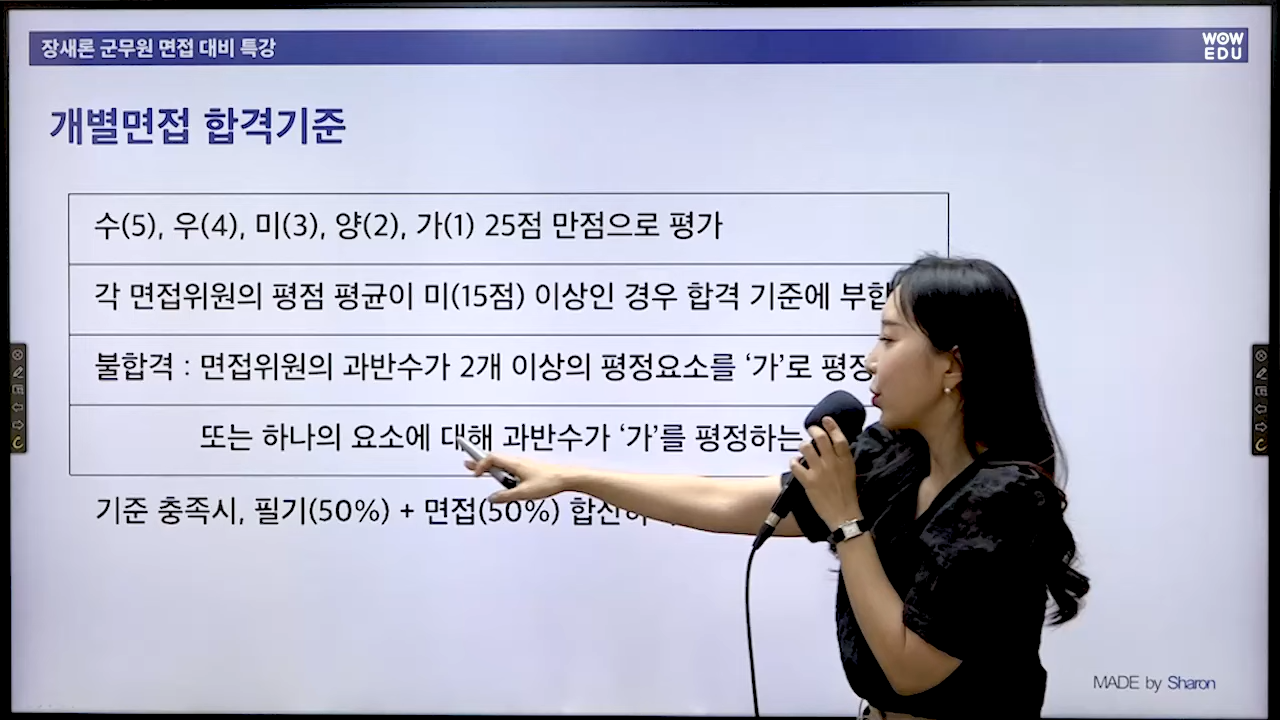 장새론 군무원 면접 대비 특강
WOW
EDU
개별면접 합격기준
수(5), 우(4), 미(3), 양(2), 가(1) 25점 만점으로 평가
각 면접위원의 평점 평균이 미(15점) 이상인 경우 합격 기준에
불합격 : 면접위원의 과반수가 2개 이상의 평정요소를 ‘가’로
또는 하나의 요소에 대해 과반수가 ‘가’를 평정하는
기준 충족시, 필기(50%) + 면접(50%)
MADE by Sharon